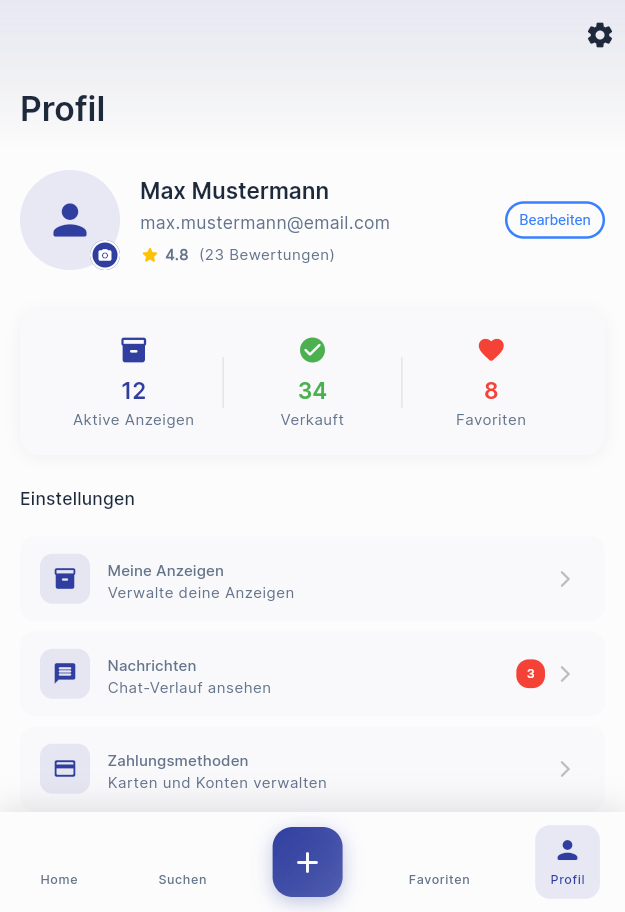 Profil
Max Mustermann
max.mustermann@email.com
Bearbeiten
4.8 (23 Bewertungen)
12
34
8
Aktive Anzeigen
Verkauft
Favoriten
Einstellungen
Meine Anzeigen
Verwalte deine Anzeigen
Nachrichten
Chat-Verlauf ansehen
3
Zahlungsmethoden
Karten und Konten verwalten
Home
Suchen
Favoriten
Profil